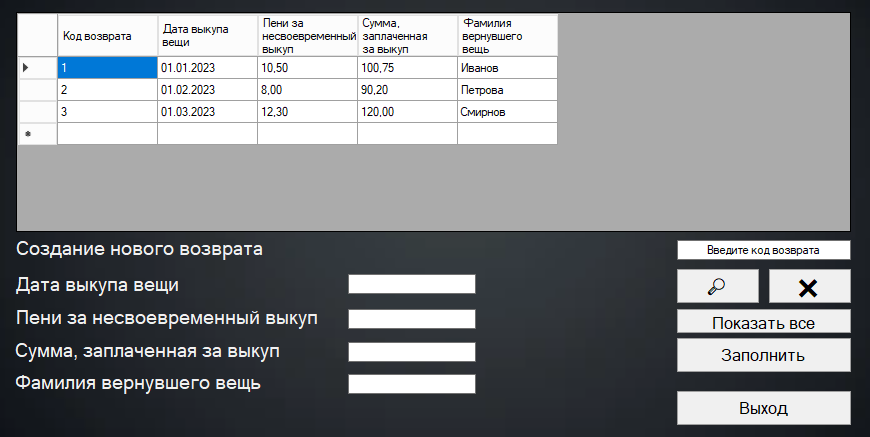 Код возврата Дата выкупа вещи Пени за несвоевременный выкуп Сумма, заплаченная за выкуп Фамилия вернувшего вещь
1 01.01.2023 10,50 100,75 Иванов
2 01.02.2023 8,00 90,20 Петрова
3 01.03.2023 12,30 120,00 Смирнов
Создание нового возврата
Введите код возврата
Дата выкупа вещи
Пени за несвоевременный выкуп
Показать все
Сумма, заплаченная за выкуп
Заполнить
Фамилия вернувшего вещь
Выход